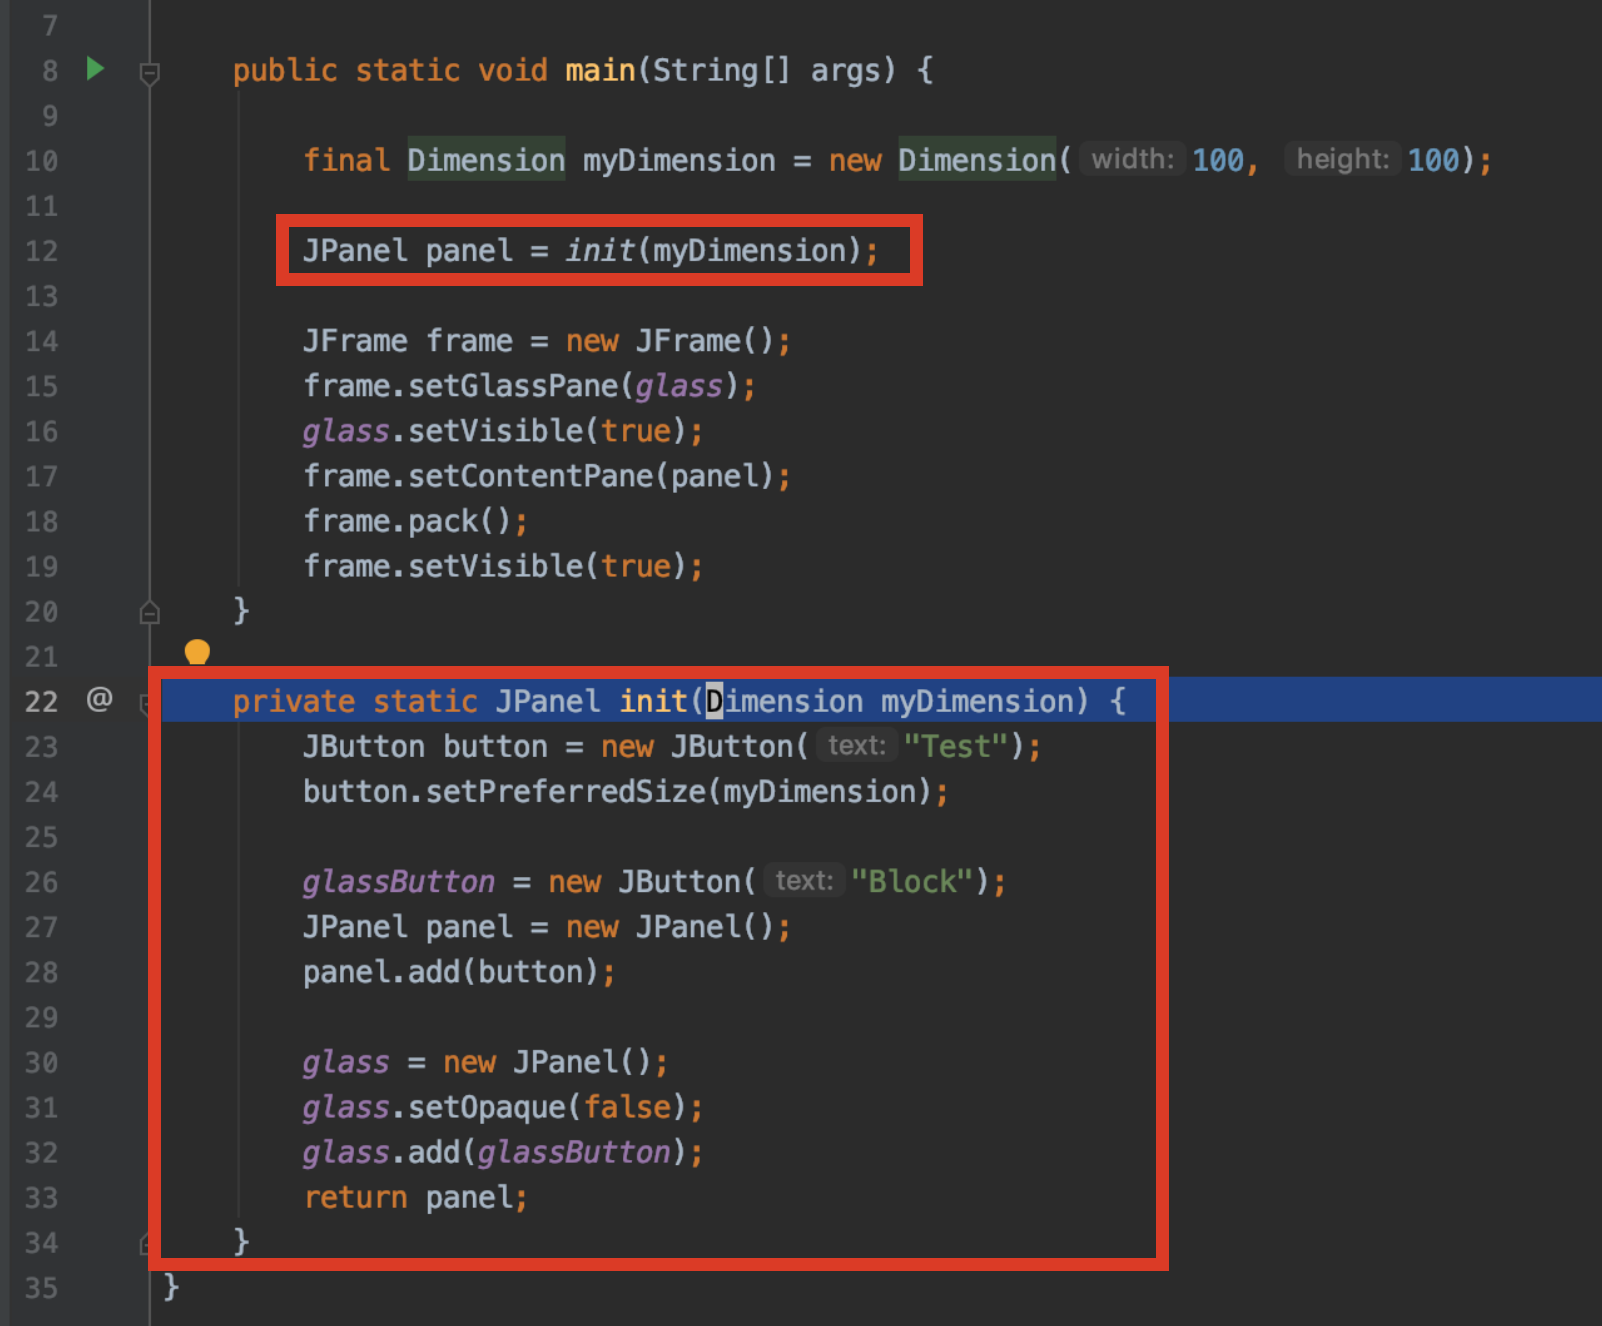 7
8 public static void main(String[] args) {
9
10 final Dimension myDimension = new Dimension( width: 100, height: 100);
11
12 JPanel panel = init(myDimension);
13
14 JFrame frame = new JFrame();
15 frame.setGlassPane(glass);
16 glass.setVisible(true);
17 frame.setContentPane(panel);
18 frame.pack();
19 frame.setVisible(true);
20 }
21
22 @ private static JPanel init(Dimension myDimension) {
23 JButton button = new JButton( text: "Test");
24 button.setPreferredSize(myDimension);
25
26 glassButton = new JButton( text: "Block");
27 JPanel panel = new JPanel();
28 panel.add(button);
29
30 glass = new JPanel();
31 glass.setOpaque(false);
32 glass.add(glassButton);
33 return panel;
34 }
35 }